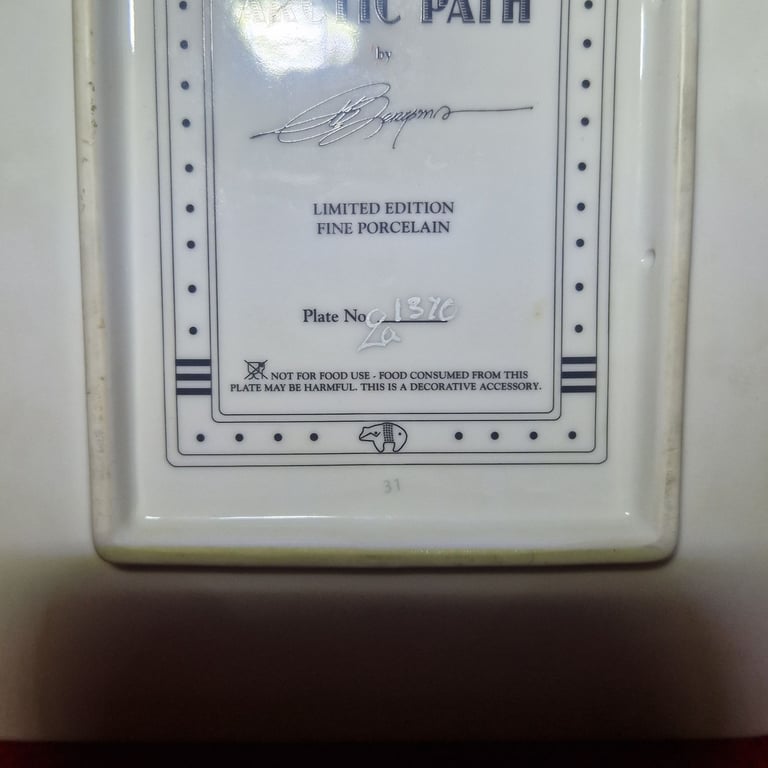 ARCTIC PATH
by
LIMITED EDITION
FINE PORCELAIN
Plate No.
NOT FOR FOOD USE - FOOD CONSUMED FROM THIS
PLATE MAY BE HARMFUL. THIS IS A DECORATIVE ACCESSORY.
31